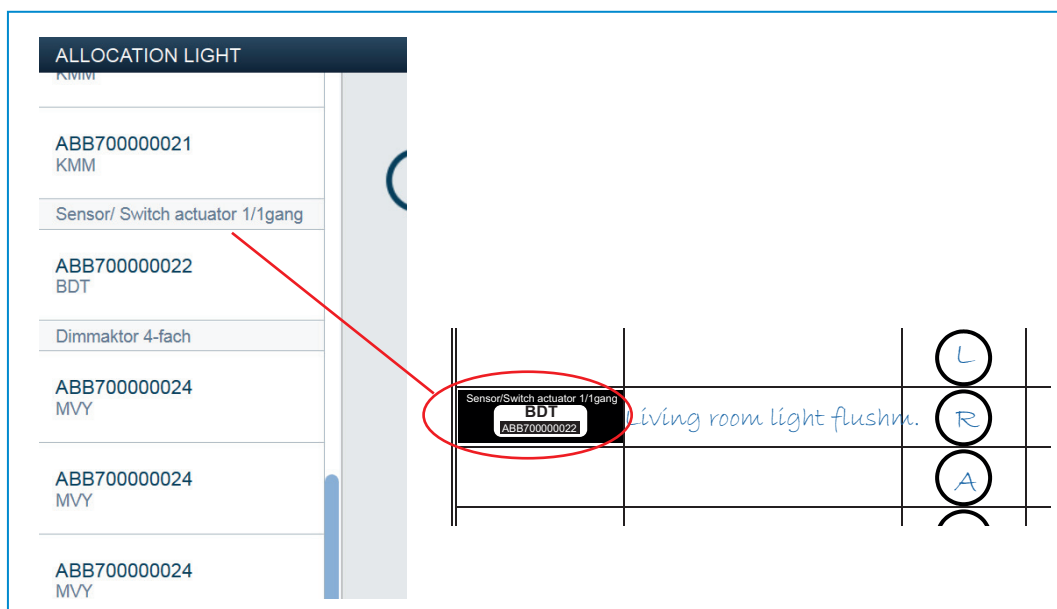 ALLOCATION LIGHT
KMM
ABB700000021
KMM
Sensor/ Switch actuator 1/1gang
ABB700000022
BDT
Dimmaktor 4-fach
ABB700000024
MVY
ABB700000024
MVY
ABB700000024
MVY
L
Sensor/Switch actuator 1/1gang
BDT
ABB700000022
Living room light flushm.
R
A